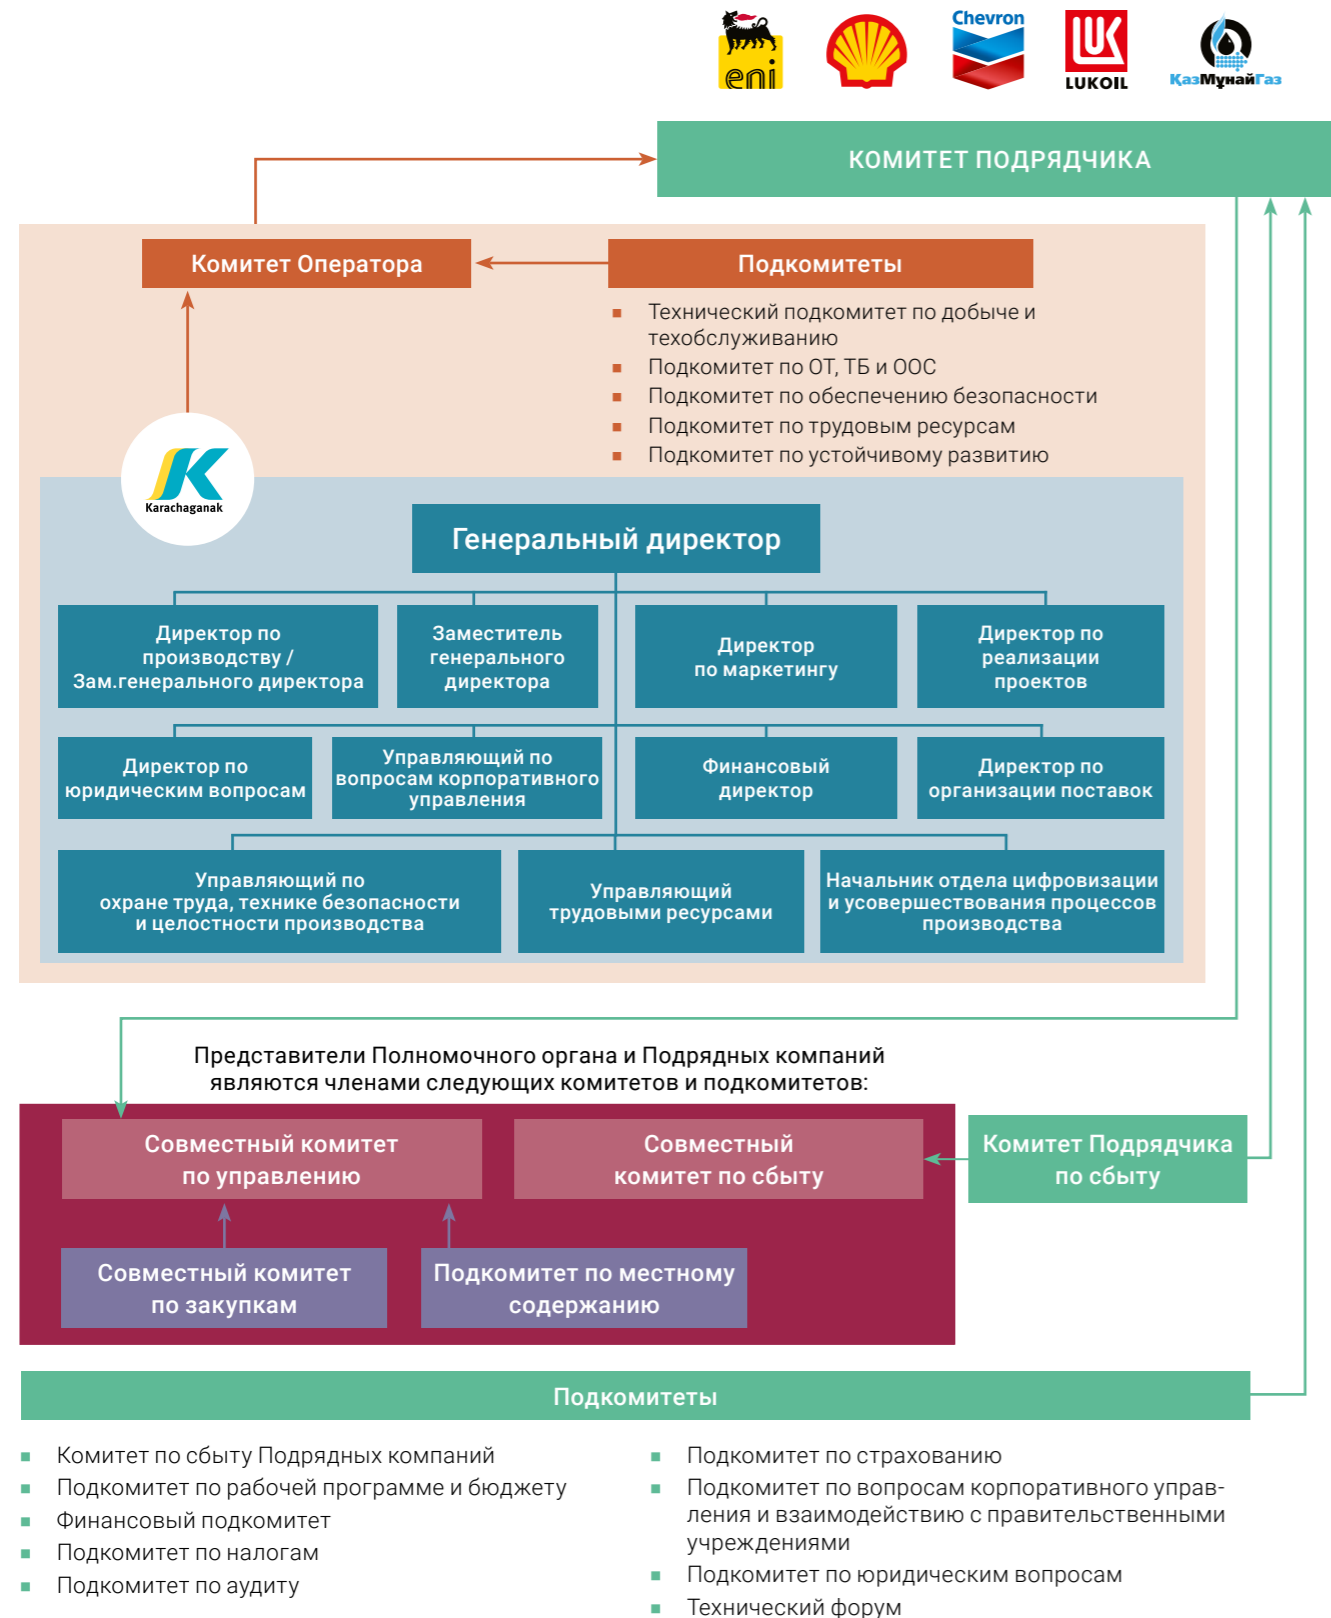 eni
Chevron
LUKOIL
ҚазМұнайГаз
КОМИТЕТ ПОДРЯДЧИКА
Комитет Оператора
Подкомитеты
Технический подкомитет по добыче и
техобслуживанию
Подкомитет по ОТ, ТБ и ООС
Подкомитет по обеспечению безопасности
Подкомитет по трудовым ресурсам
Подкомитет по устойчивому развитию
Karachaganak
Генеральный директор
Директор по
производству /
Зам.генерального директора
Заместитель
генерального
директора
Директор
по маркетингу
Директор по
реализации
проектов
Директор по
юридическим вопросам
Управляющий по
вопросам корпоративного
управления
Финансовый
директор
Директор по
организации поставок
Управляющий по
охране труда, технике безопасности
и целостности производства
Управляющий
трудовыми ресурсами
Начальник отдела цифровизации
и усовершествования процессов
производства
Представители Полномочного органа и Подрядных компаний
являются членами следующих комитетов и подкомитетов:
Совместный комитет
по управлению
Совместный
комитет по сбыту
Комитет Подрядчика
по сбыту
Совместный комитет
по закупкам
Подкомитет по местному
содержанию
Подкомитеты
Комитет по сбыту Подрядных компаний
Подкомитет по рабочей программе и бюджету
Финансовый подкомитет
Подкомитет по налогам
Подкомитет по аудиту
Подкомитет по страхованию
Подкомитет по вопросам корпоративного управ-
ления и взаимодействию с правительственными
учреждениями
Подкомитет по юридическим вопросам
Технический форум